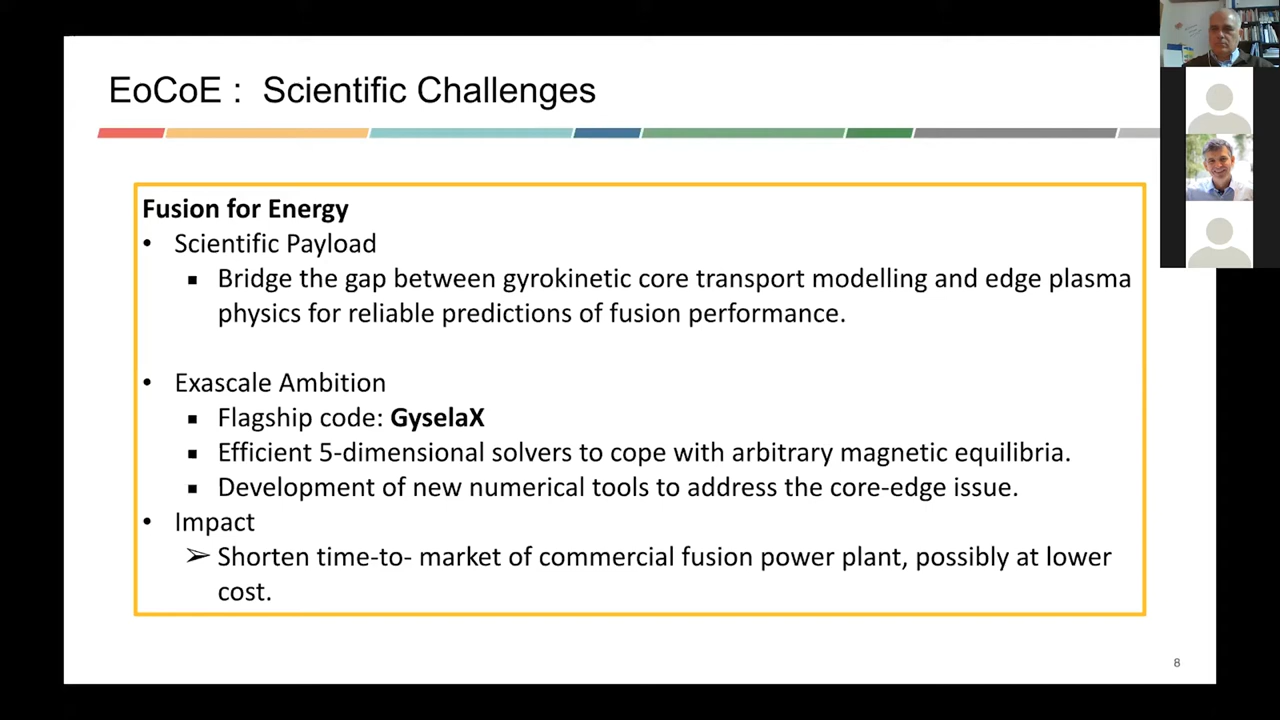 EoCoE : Scientific Challenges
Fusion for Energy
• Scientific Payload
▪ Bridge the gap between gyrokinetic core transport modelling and edge plasma
physics for reliable predictions of fusion performance.
• Exascale Ambition
▪ Flagship code: GyselaX
▪ Efficient 5-dimensional solvers to cope with arbitrary magnetic equilibria.
▪ Development of new numerical tools to address the core-edge issue.
• Impact
➢ Shorten time-to- market of commercial fusion power plant, possibly at lower
cost.
8